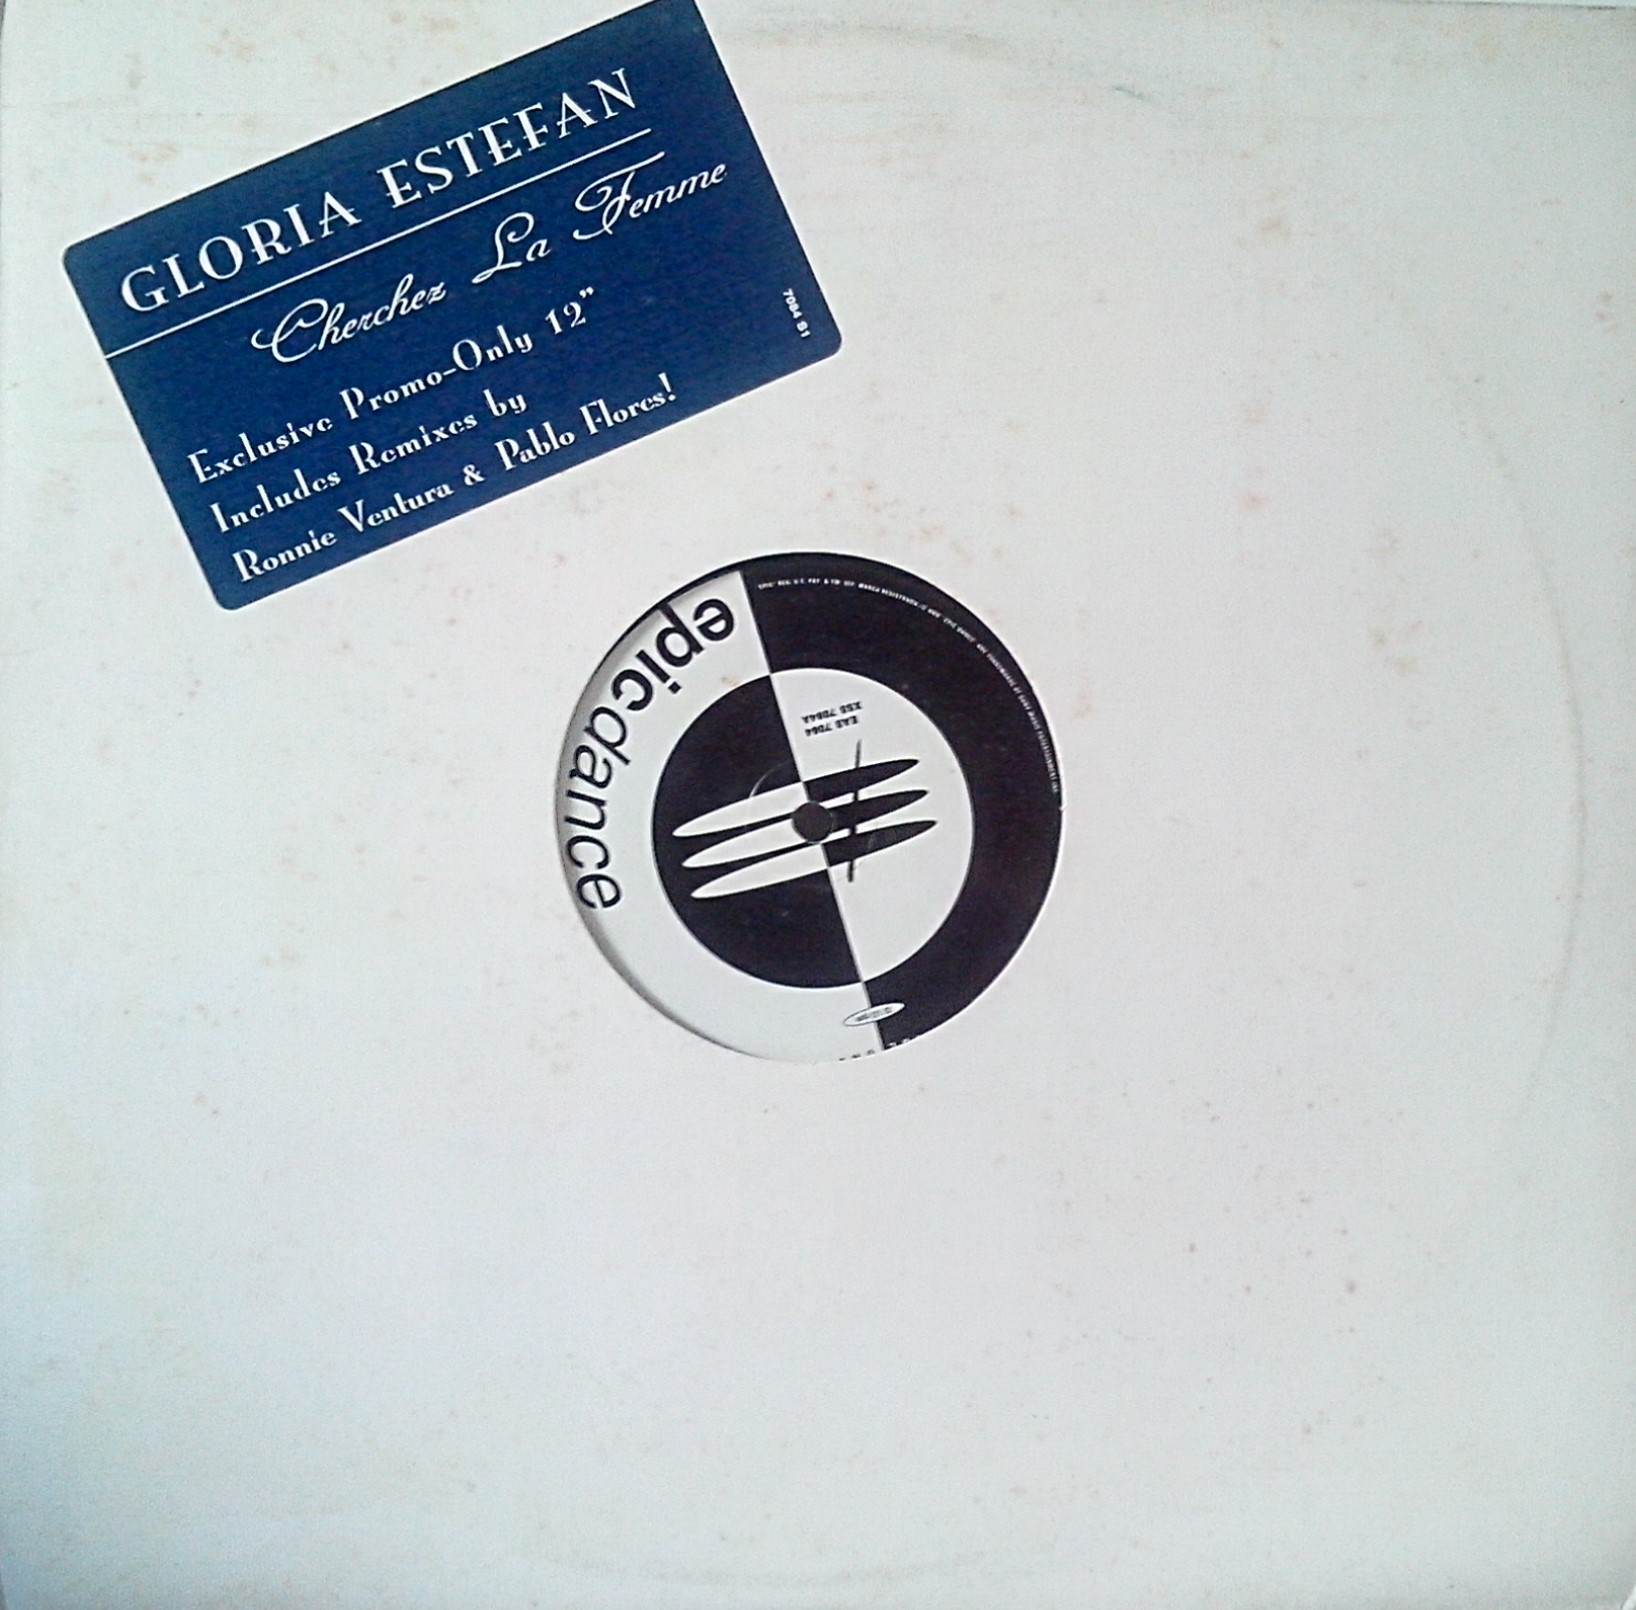 GLORIA ESTEFAN
Cherchez La Femme
Exclusive Promo-Only 12"
Includes Remixes by
Ronnie Ventura & Pablo Flores!
7084 S1
epicdance
EAS 7084
XSS 7084A